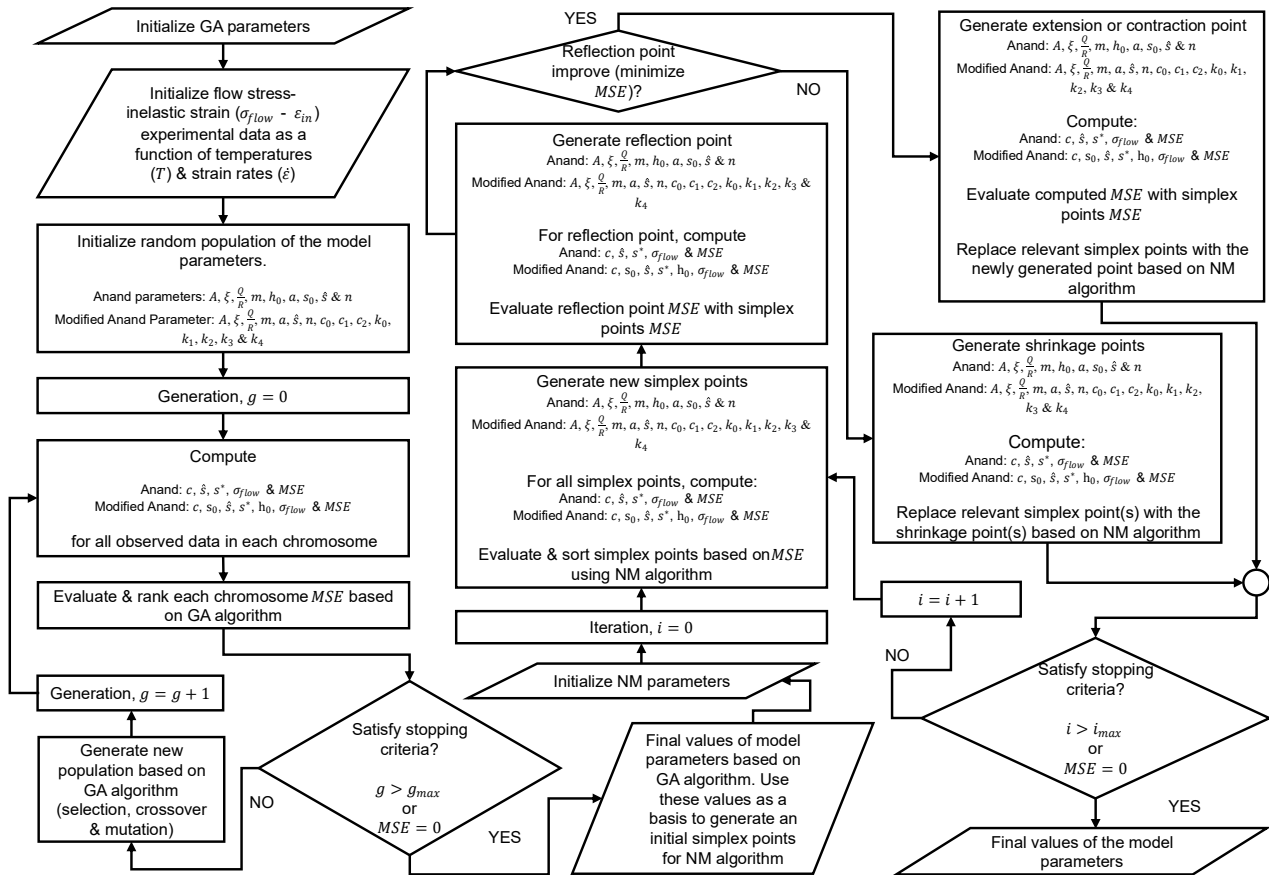 Initialize GA parameters
Initialize flow stress-
inelastic strain (σ_flow - ε_in)
experimental data as a
function of temperatures
(T) & strain rates (ε̇)
Initialize random population of the model
parameters.
Anand parameters: A, ξ, Q/R, m, h₀, a, s₀, ŝ & n
Modified Anand Parameter: A, ξ, Q/R, m, a, ŝ, n, c₀, c₁, c₂, k₀,
k₁, k₂, k₃ & k₄
Generation, g = 0
Compute
Anand: c, ŝ, s*, σ_flow & MSE
Modified Anand: c, s₀, ŝ, s*, h₀, σ_flow & MSE
for all observed data in each chromosome
Evaluate & rank each chromosome MSE based
on GA algorithm
Generation, g = g + 1
Generate new
population based on
GA algorithm
(selection, crossover
& mutation)
NO
Satisfy stopping
criteria?
g > g_max
or
MSE = 0
YES
Final values of model
parameters based on
GA algorithm. Use
these values as a
basis to generate an
initial simplex points
for NM algorithm
Initialize NM parameters
Iteration, i = 0
Generate new simplex points
Anand: A, ξ, Q/R, m, h₀, a, s₀, ŝ & n
Modified Anand: A, ξ, Q/R, m, a, ŝ, n, c₀, c₁, c₂, k₀, k₁, k₂, k₃ &
k₄
For all simplex points, compute:
Anand: c, ŝ, s*, σ_flow & MSE
Modified Anand: c, s₀, ŝ, s*, h₀, σ_flow & MSE
Evaluate & sort simplex points based on MSE
using NM algorithm
Generate reflection point
Anand: A, ξ, Q/R, m, h₀, a, s₀, ŝ & n
Modified Anand: A, ξ, Q/R, m, a, ŝ, n, c₀, c₁, c₂, k₀, k₁, k₂, k₃ &
k₄
For reflection point, compute
Anand: c, ŝ, s*, σ_flow & MSE
Modified Anand: c, s₀, ŝ, s*, h₀, σ_flow & MSE
Evaluate reflection point MSE with simplex
points MSE
YES
Reflection point
improve (minimize
MSE)?
NO
Generate extension or contraction point
Anand: A, ξ, Q/R, m, h₀, a, s₀, ŝ & n
Modified Anand: A, ξ, Q/R, m, a, ŝ, n, c₀, c₁, c₂, k₀, k₁,
k₂, k₃ & k₄
Compute:
Anand: c, ŝ, s*, σ_flow & MSE
Modified Anand: c, s₀, ŝ, s*, h₀, σ_flow & MSE
Evaluate computed MSE with simplex
points MSE
Replace relevant simplex points with the
newly generated point based on NM
algorithm
Generate shrinkage points
Anand: A, ξ, Q/R, m, h₀, a, s₀, ŝ & n
Modified Anand: A, ξ, Q/R, m, a, ŝ, n, c₀, c₁, c₂, k₀, k₁, k₂,
k₃ & k₄
Compute:
Anand: c, ŝ, s*, σ_flow & MSE
Modified Anand: c, s₀, ŝ, s*, h₀, σ_flow & MSE
Replace relevant simplex point(s) with the
shrinkage point(s) based on NM algorithm
i = i + 1
NO
Satisfy stopping
criteria?
i > i_max
or
MSE = 0
YES
Final values of the model
parameters